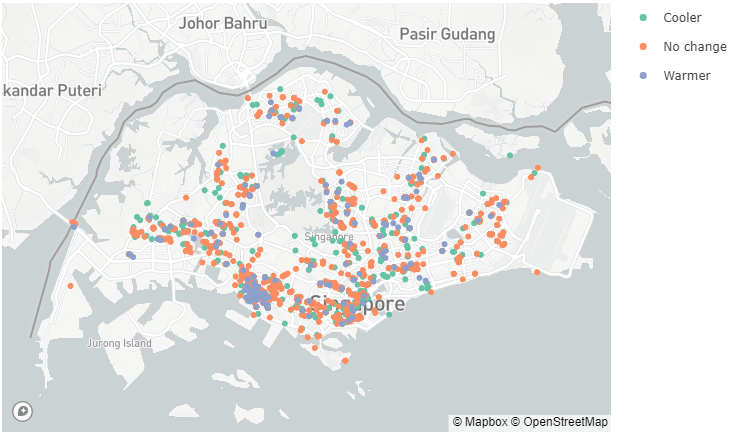 Johor Bahru
Pasir Gudang
kandar Puteri
Singapore
Singapore
Jurong Island
© Mapbox © OpenStreetMap
Cooler
No change
Warmer